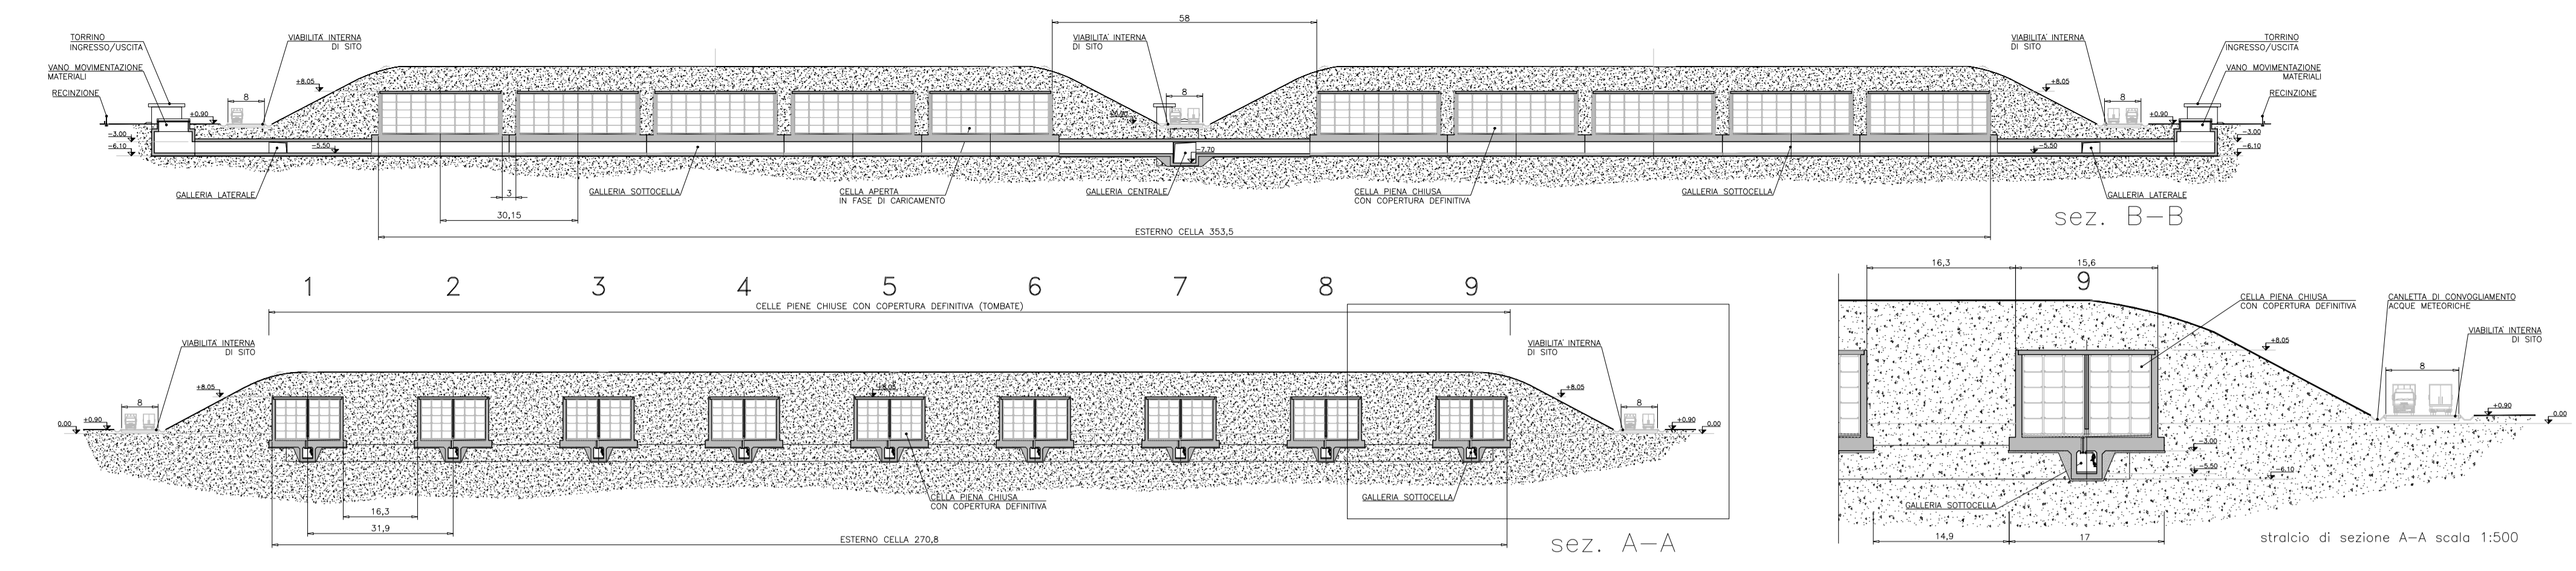 58
TORRINO
INGRESSO/USCITA
VIABILITA' INTERNA
DI SITO
VIABILITA' INTERNA
DI SITO
VIABILITA' INTERNA
DI SITO
TORRINO
INGRESSO/USCITA
VANO MOVIMENTAZIONE
MATERIALI
VANO MOVIMENTAZIONE
MATERIALI
RECINZIONE
RECINZIONE
+8.05
+8.05
8
8
8
+0.90
+0.90
-3.00
-3.00
-6.10
-6.10
-5.50
-5.50
-7.70
GALLERIA LATERALE
3
GALLERIA SOTTOCELLA
CELLA APERTA
IN FASE DI CARICAMENTO
GALLERIA CENTRALE
CELLA PIENA CHIUSA
CON COPERTURA DEFINITIVA
GALLERIA SOTTOCELLA
GALLERIA LATERALE
30,15
ESTERNO CELLA 353,5
sez. B-B
1 2 3 4 5 6 7 8 9
CELLE PIENE CHIUSE CON COPERTURA DEFINITIVA (TOMBATE)
VIABILITA' INTERNA
DI SITO
VIABILITA' INTERNA
DI SITO
+8.05
+8.05
+8.05
8
8
0.00
+0.90
+0.90
0.00
CELLA PIENA CHIUSA
CON COPERTURA DEFINITIVA
GALLERIA SOTTOCELLA
16,3
31,9
ESTERNO CELLA 270,8
sez. A-A
16,3
15,6
9
CELLA PIENA CHIUSA
CON COPERTURA DEFINITIVA
CANLETTA DI CONVOGLIAMENTO
ACQUE METEORICHE
VIABILITA' INTERNA
DI SITO
+8.05
8
+0.90
0.00
-3.00
-5.50
-6.10
GALLERIA SOTTOCELLA
14,9
17
stralcio di sezione A-A scala 1:500